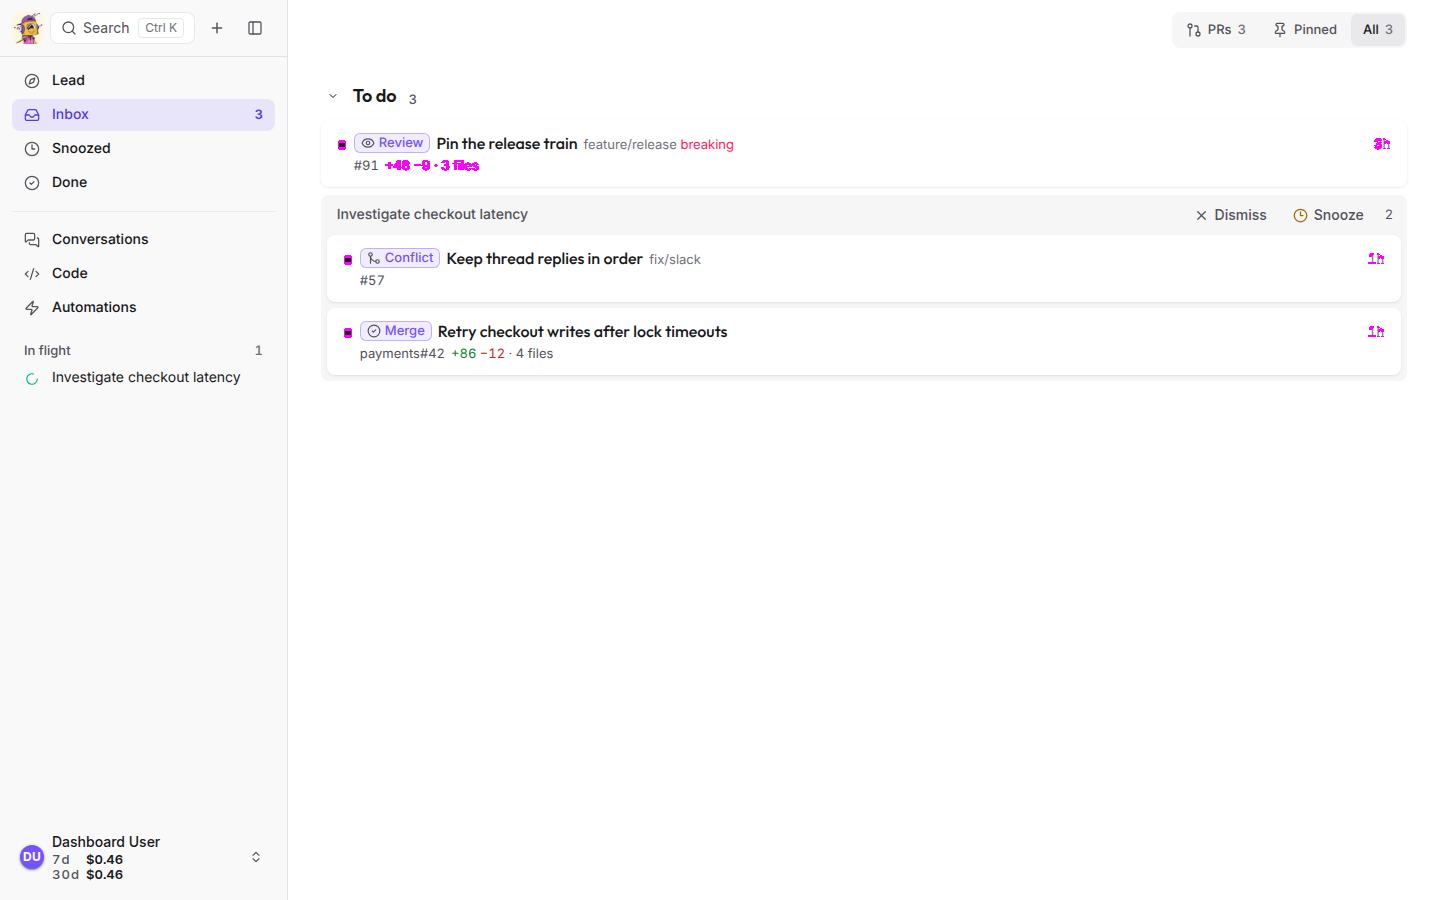 Search Ctrl K
PRs 3 Pinned All 3
Lead
Inbox 3
Snoozed
Done
Conversations
Code
Automations
In flight 1
Investigate checkout latency
To do 3
Review Pin the release train feature/release breaking
#91 · 3 files
Investigate checkout latency Dismiss Snooze 2
Conflict Keep thread replies in order fix/slack 1h
#57
Merge Retry checkout writes after lock timeouts 1h
payments#42 +86 −12 · 4 files
DU Dashboard User
7d $0.46
30d $0.46